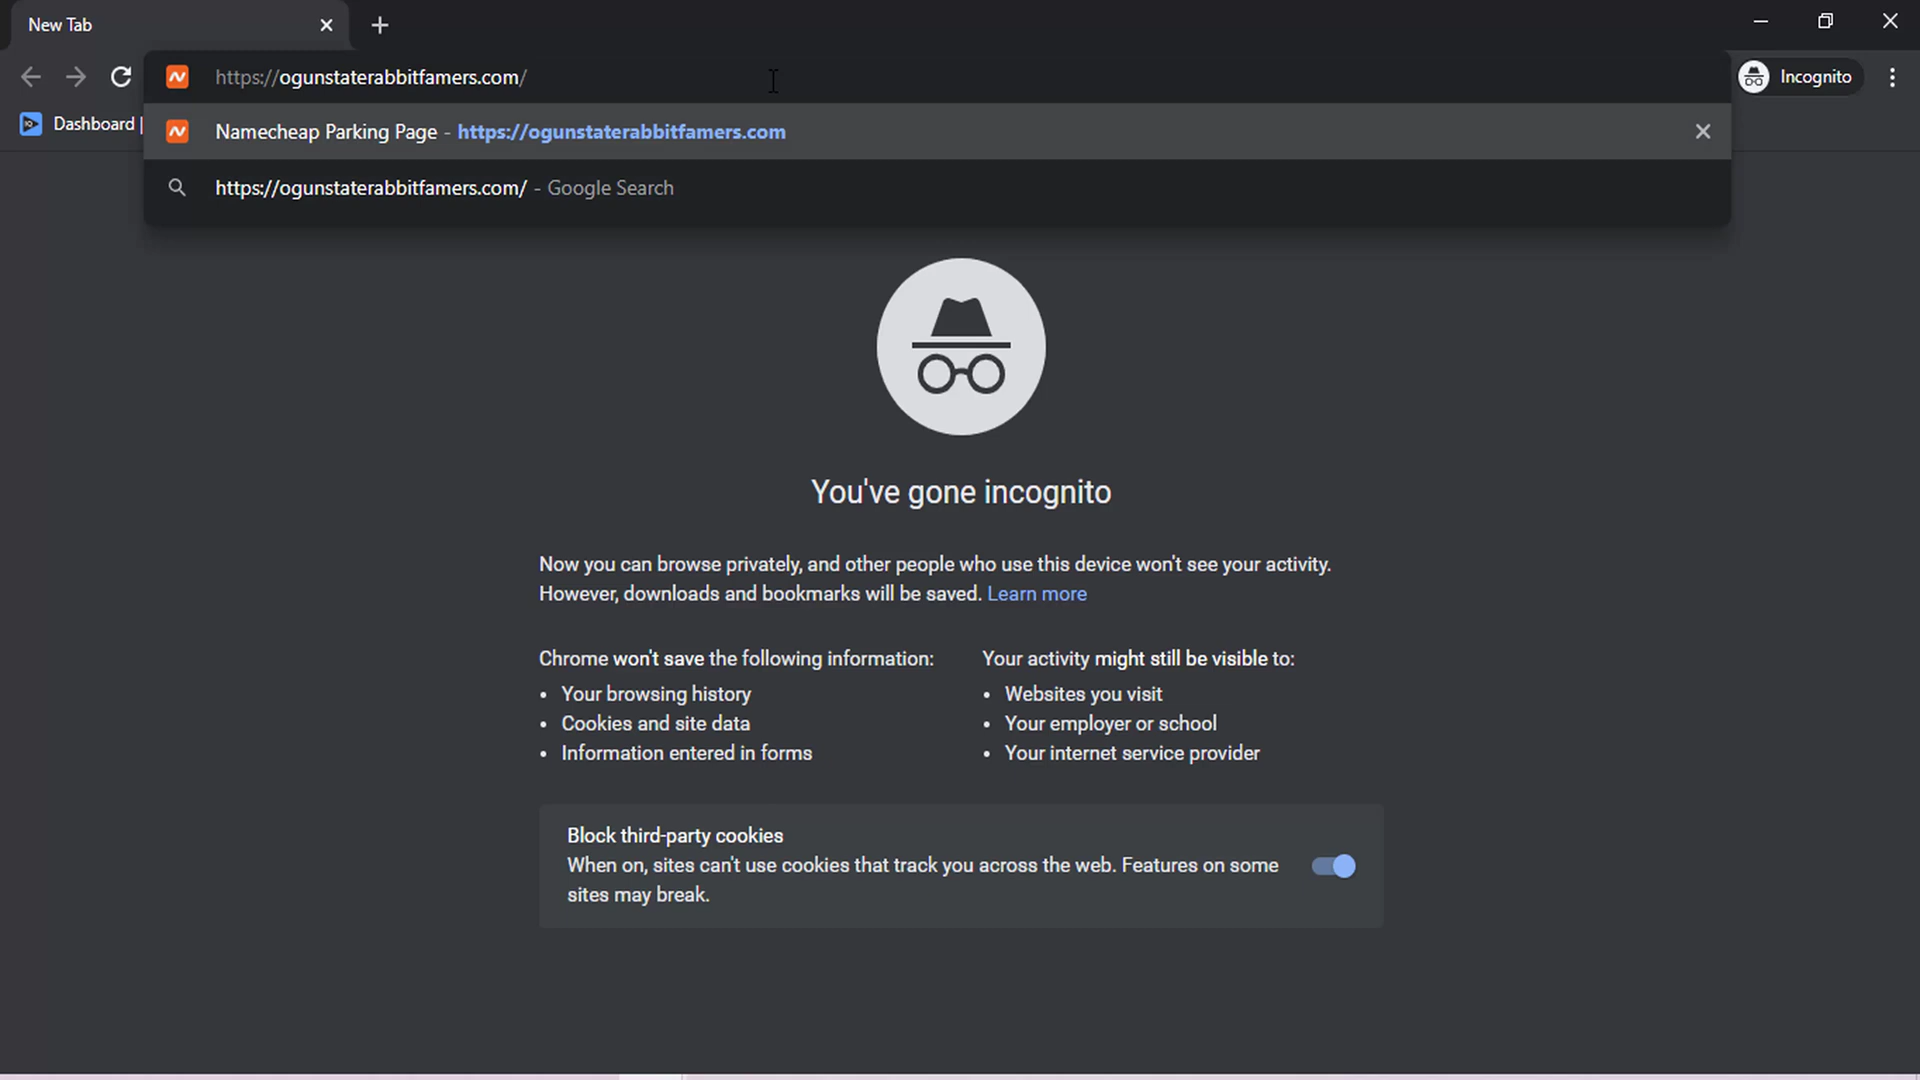 New Tab
https://ogunstaterabbitfamers.com/
Incognito
Dashboard |
Namecheap Parking Page - https://ogunstaterabbitfamers.com
https://ogunstaterabbitfamers.com/ - Google Search
You've gone incognito
Now you can browse privately, and other people who use this device won't see your activity.
However, downloads and bookmarks will be saved. Learn more
Chrome won't save the following information:
• Your browsing history
• Cookies and site data
• Information entered in forms
Your activity might still be visible to:
• Websites you visit
• Your employer or school
• Your internet service provider
Block third-party cookies
When on, sites can't use cookies that track you across the web. Features on some
sites may break.